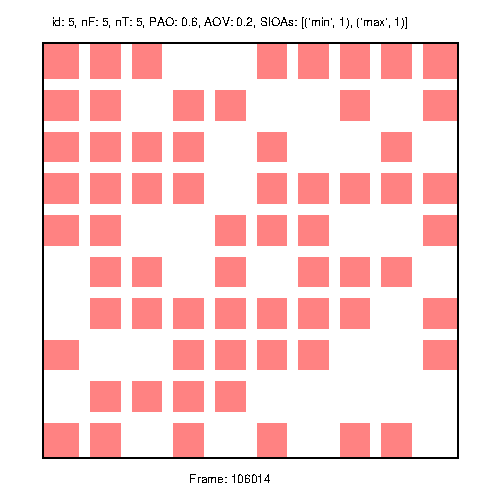 id: 5, nF: 5, nT: 5, PAO: 0.6, AOV: 0.2, SIOAs: [('min', 1), ('max', 1)]
Frame: 106014